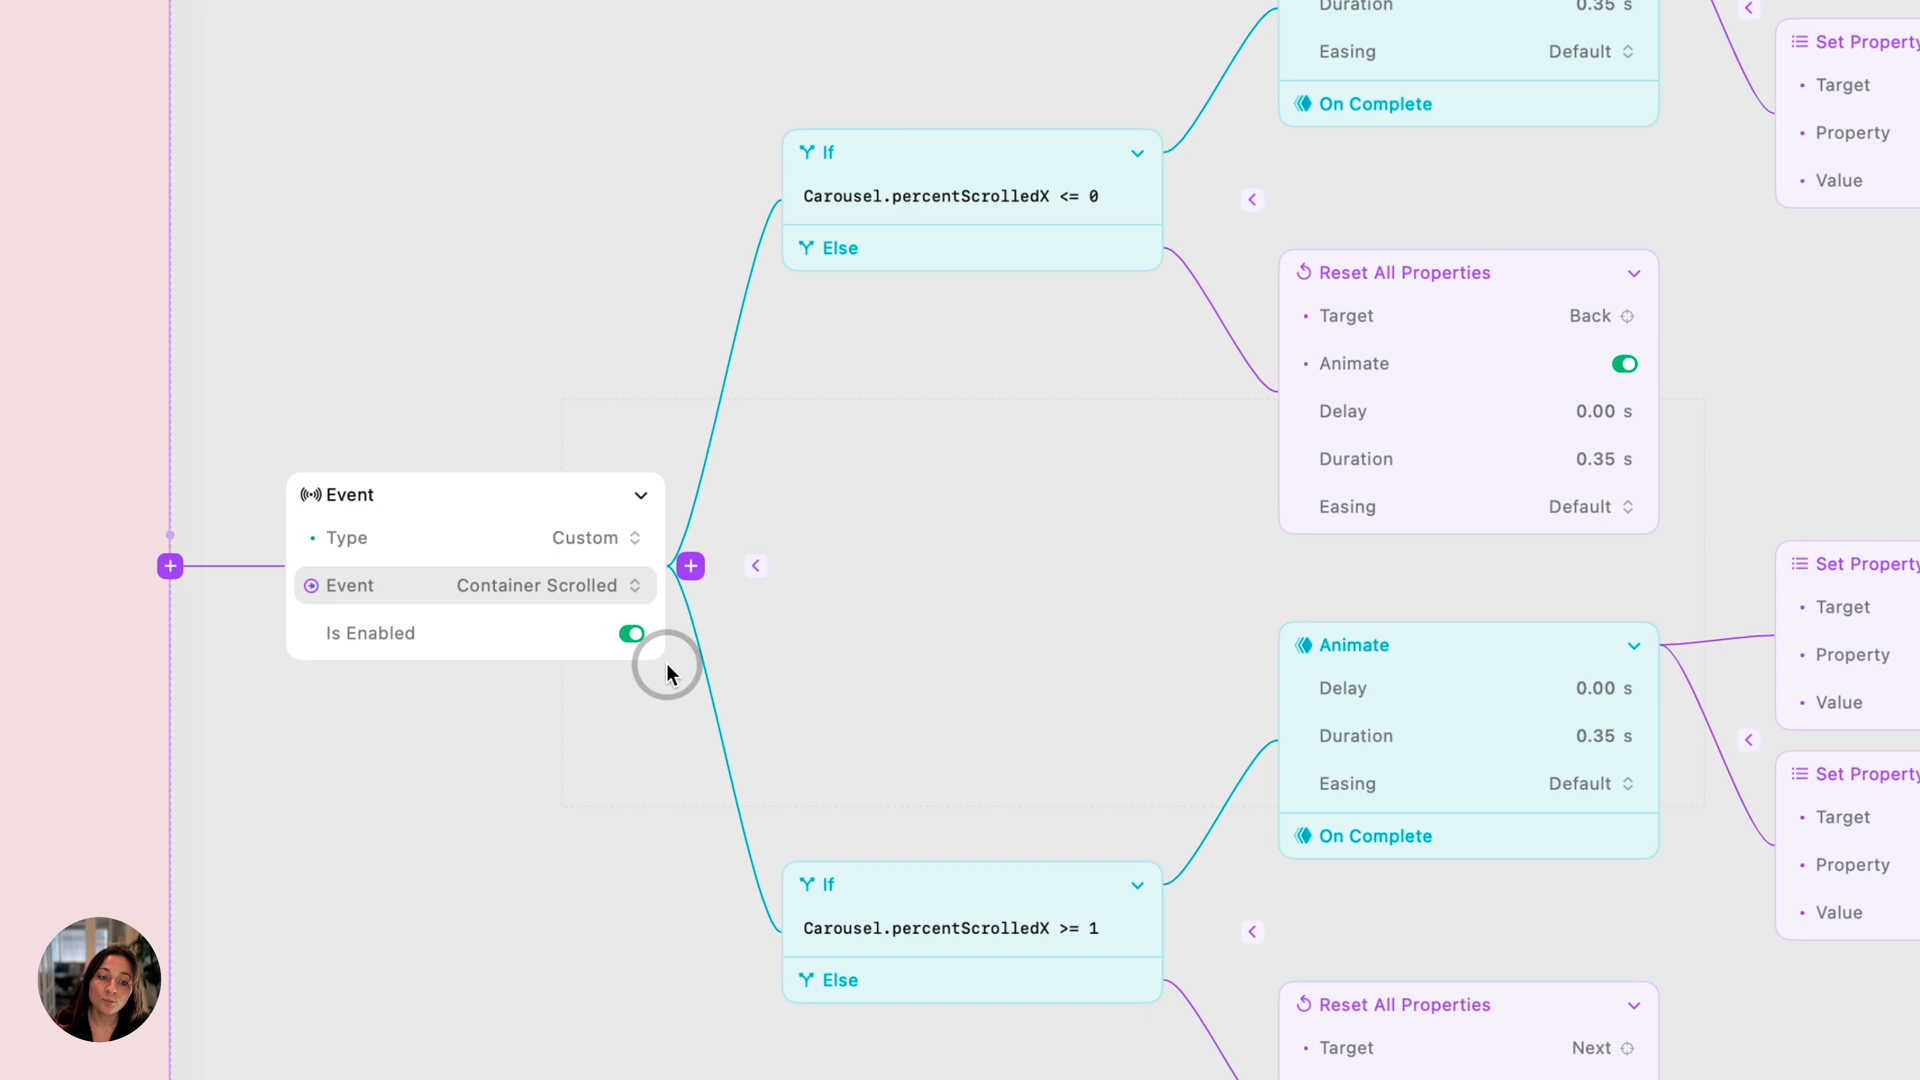 Duration 0.35 s
Easing Default
On Complete
Set Property
Target
Property
Value
If
Carousel.percentScrolledX <= 0
Else
Reset All Properties
Target Back
Animate
Delay 0.00 s
Duration 0.35 s
Easing Default
Event
Type Custom
Event Container Scrolled
Is Enabled
Animate
Delay 0.00 s
Duration 0.35 s
Easing Default
On Complete
Set Property
Target
Property
Value
Set Property
Target
Property
Value
If
Carousel.percentScrolledX >= 1
Else
Reset All Properties
Target Next